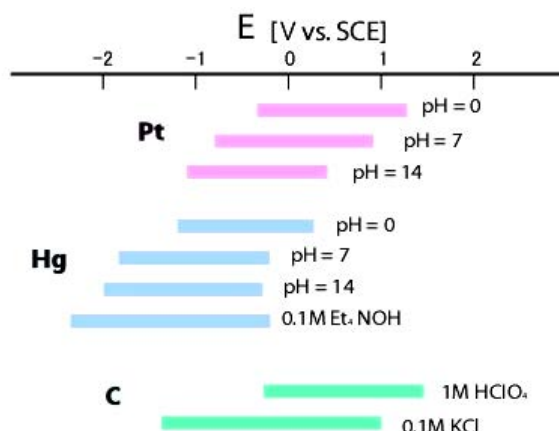 E [V vs. SCE]
−2 −1 0 1 2
pH = 0
Pt
pH = 7
pH = 14
pH = 0
Hg
pH = 7
pH = 14
0.1M Et₄ NOH
C
1M HClO₄
0.1M KCl